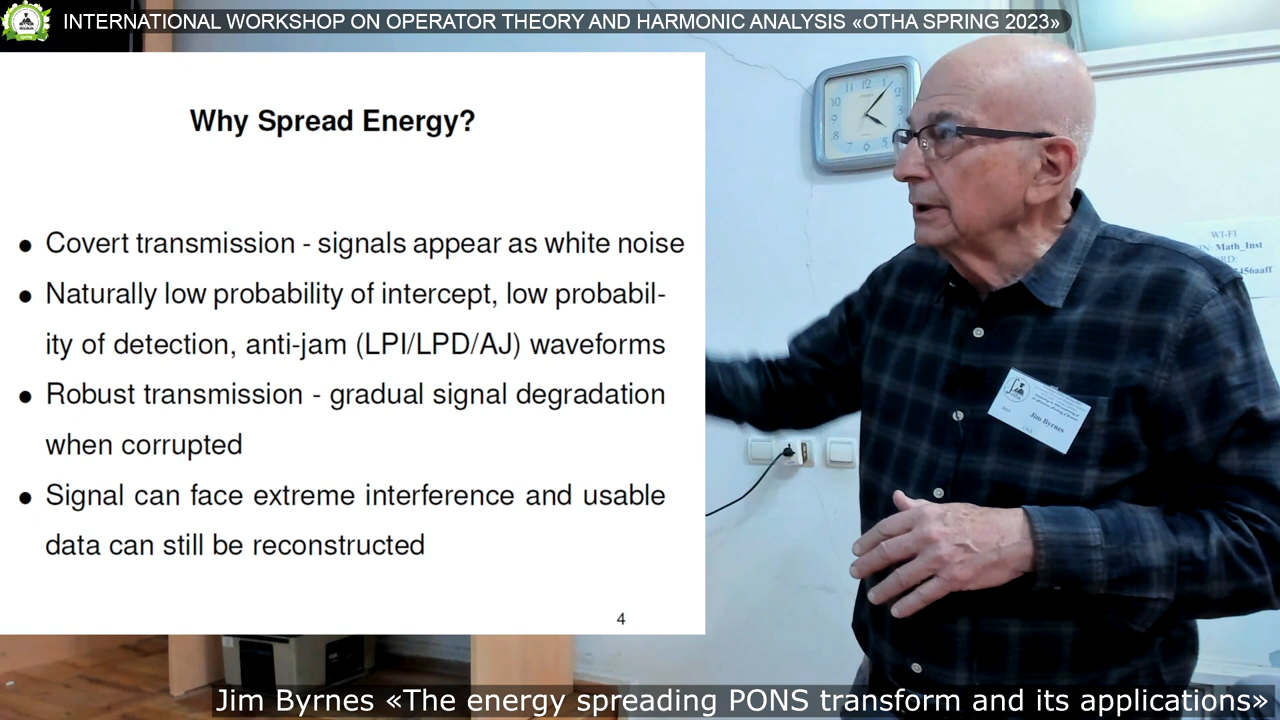 INTERNATIONAL WORKSHOP ON OPERATOR THEORY AND HARMONIC ANALYSIS «OTHA SPRING 2023»
Why Spread Energy?
● Covert transmission - signals appear as white noise
● Naturally low probability of intercept, low probabil-
ity of detection, anti-jam (LPI/LPD/AJ) waveforms
● Robust transmission - gradual signal degradation
when corrupted
● Signal can face extreme interference and usable
data can still be reconstructed
4
WI-FI
Math_Inst
456aaff
Jim Byrnes
Jim Byrnes «The energy spreading PONS transform and its applications»